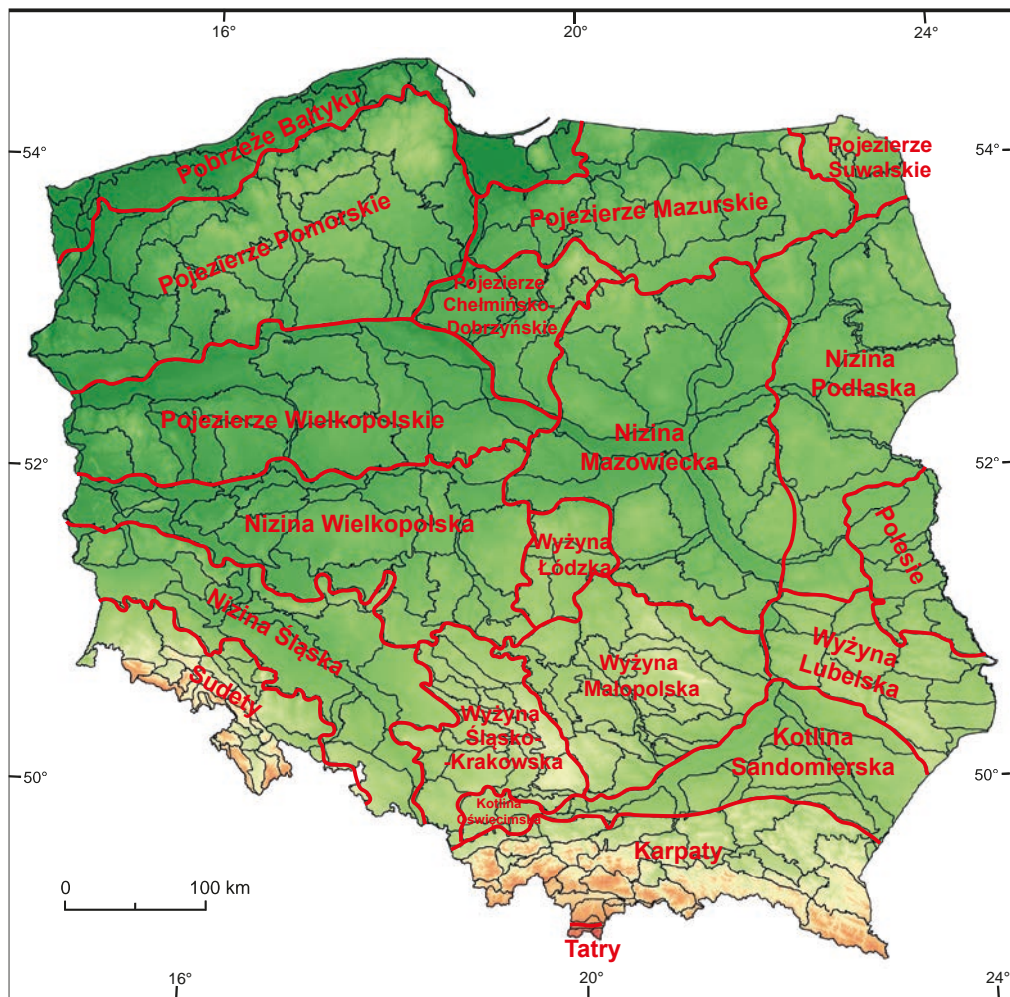 16°
20°
24°
54°
54°
Pobrzeże Bałtyku
Pojezierze
Suwalskie
Pojezierze Pomorskie
Pojezierze Mazurskie
Pojezierze
Chełmińsko-
Dobrzyńskie
Nizina
Podlaska
Pojezierze Wielkopolskie
Nizina
Mazowiecka
52°
52°
Nizina Wielkopolska
Wyżyna
Łódzka
Polesie
Nizina Śląska
Sudety
Wyżyna
Małopolska
Wyżyna
Lubelska
Wyżyna
Śląsko-
-Krakowska
Kotlina
Sandomierska
50°
50°
Kotlina
Oświęcimska
Karpaty
0
100 km
Tatry
16°
20°
24°